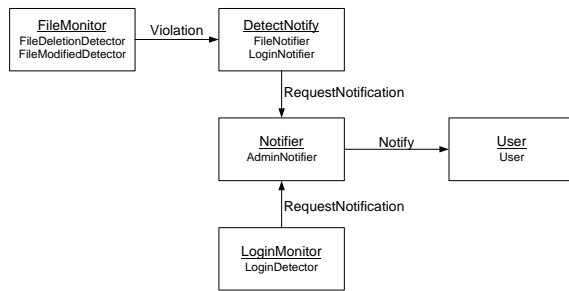 FileMonitor
FileDeletionDetector
FileModifiedDetector
Violation
DetectNotify
FileNotifier
LoginNotifier
RequestNotification
Notifier
AdminNotifier
Notify
User
User
RequestNotification
LoginMonitor
LoginDetector